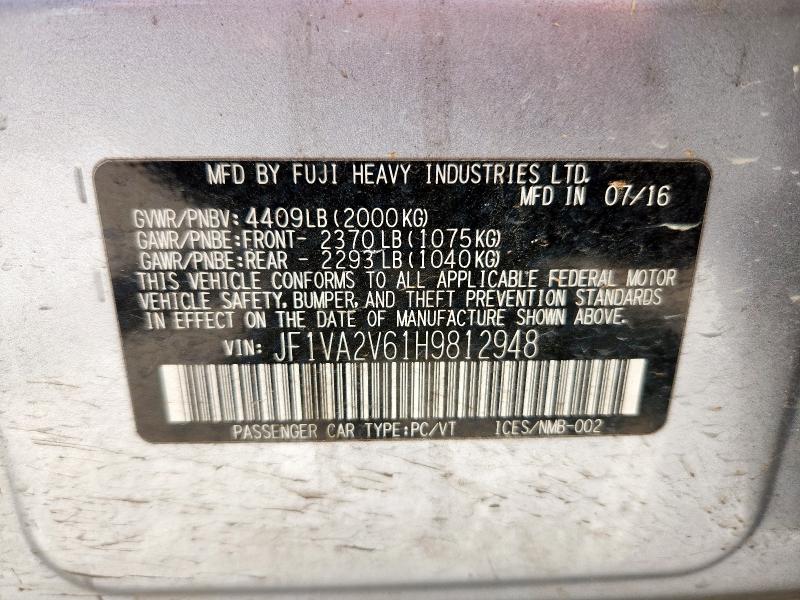 MFD BY FUJI HEAVY INDUSTRIES LTD.
MFD IN 07/16
GVWR/PNBV: 4409LB (2000KG)
GAWR/PNBE:FRONT- 2370LB (1075KG)
GAWR/PNBE:REAR - 2293LB (1040KG)
THIS VEHICLE CONFORMS TO ALL APPLICABLE FEDERAL MOTOR
VEHICLE SAFETY, BUMPER, AND THEFT PREVENTION STANDARDS
IN EFFECT ON THE DATE OF MANUFACTURE SHOWN ABOVE.
VIN: JF1VA2V61H9812948
PASSENGER CAR TYPE:PC/VT ICES/NMB-002